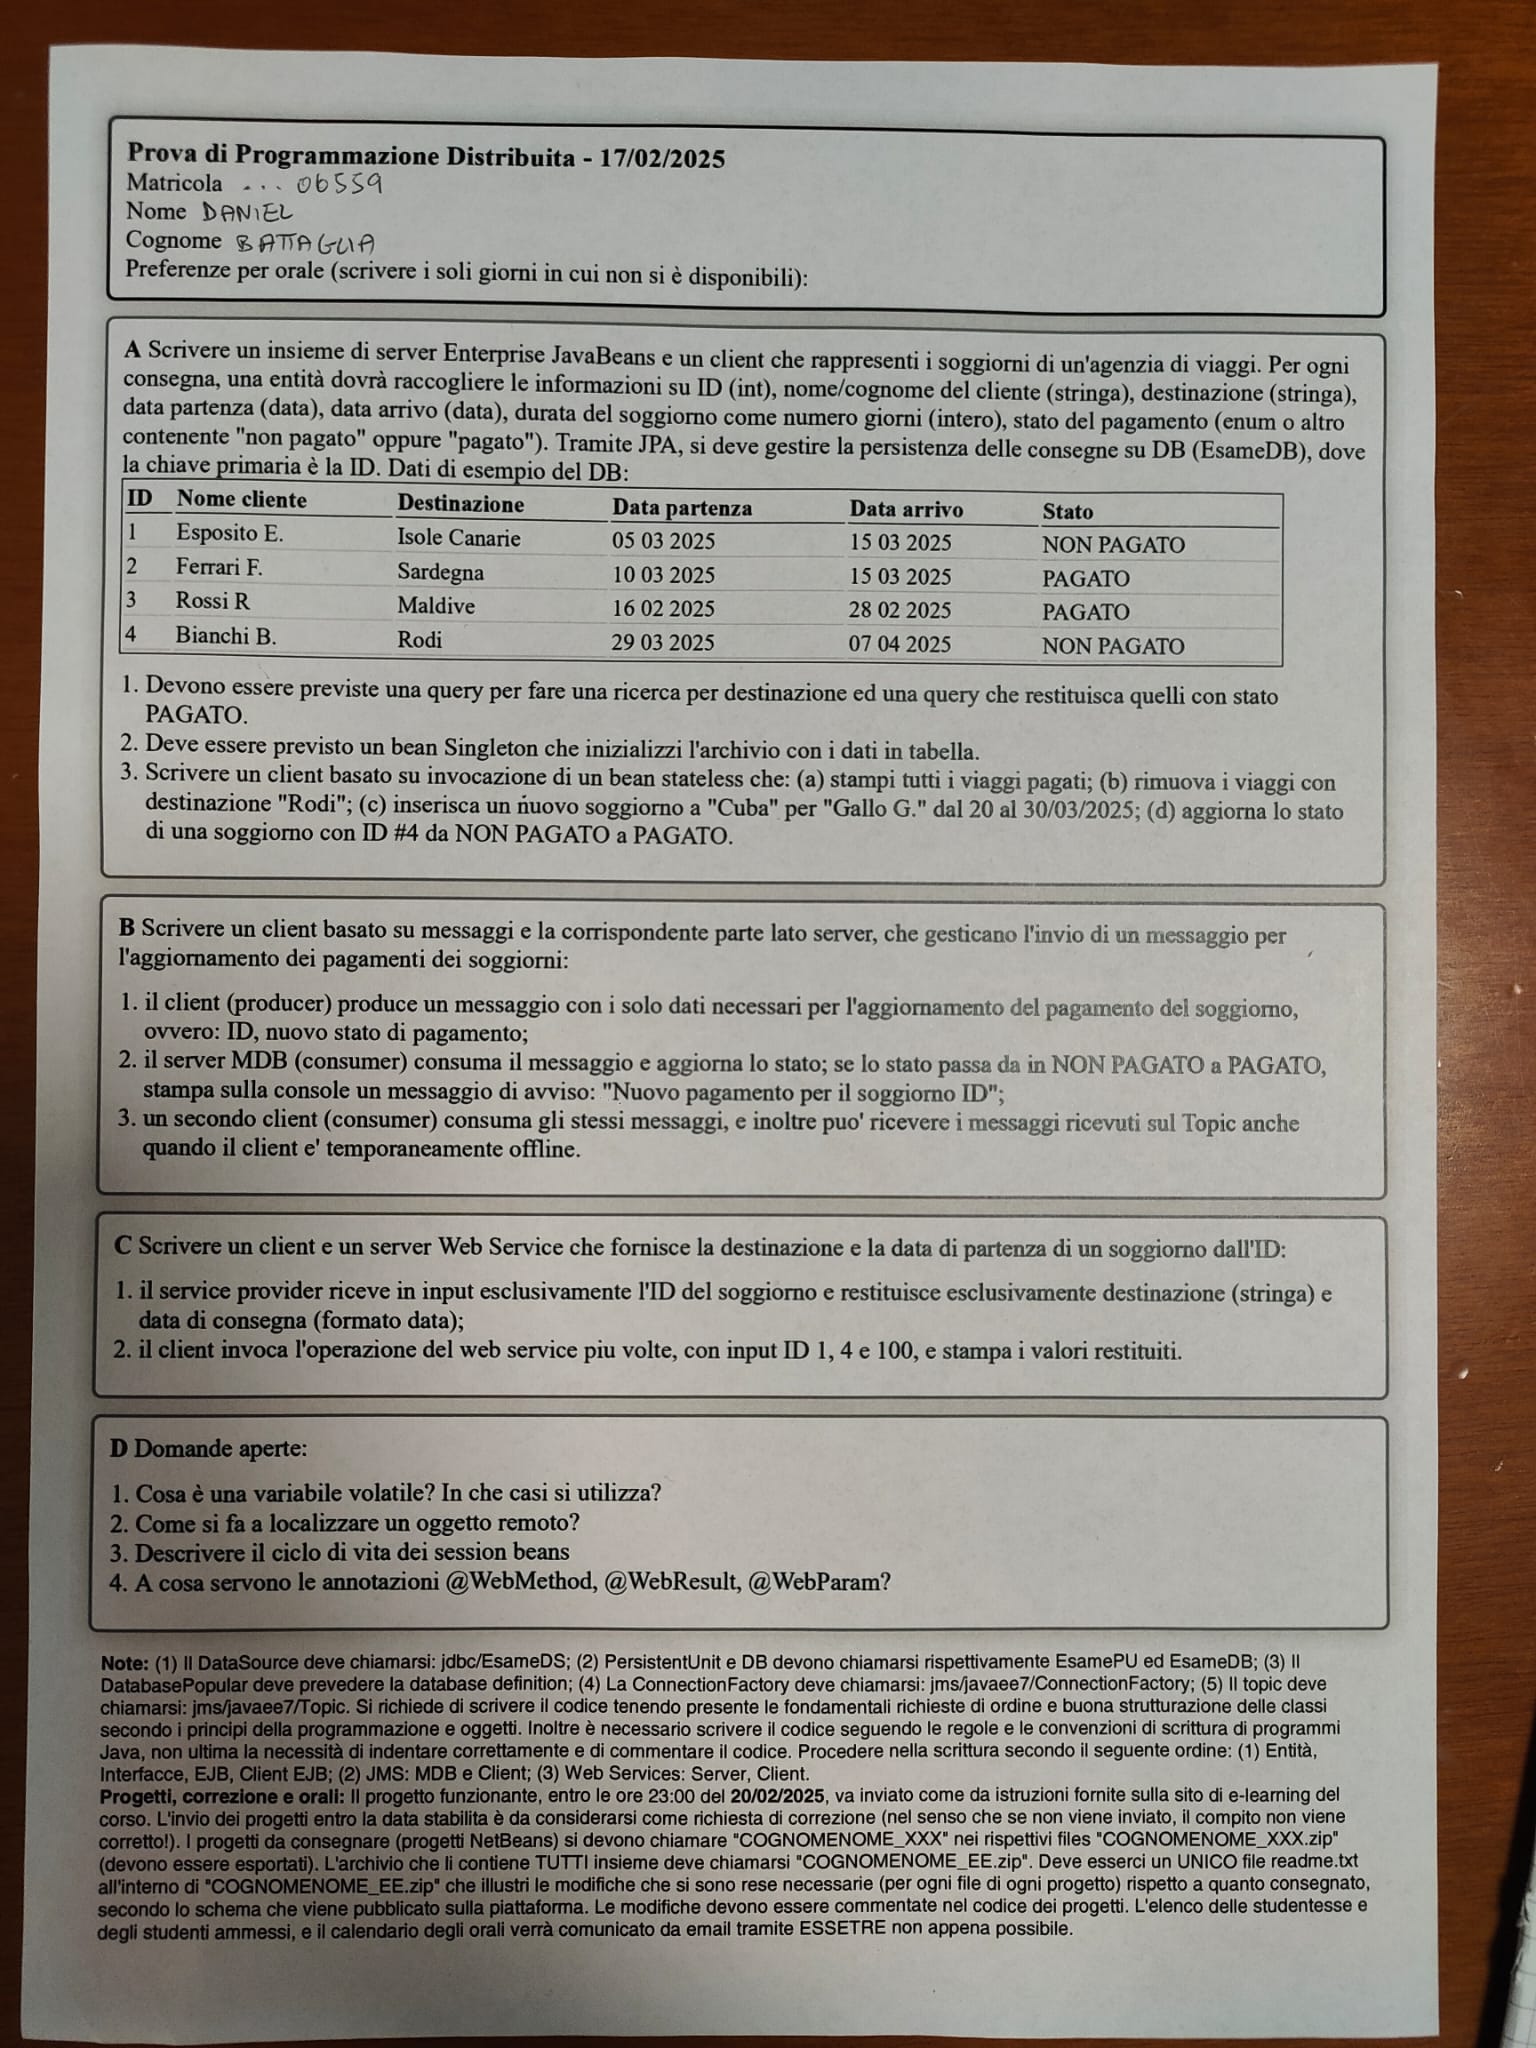 Prova di Programmazione Distribuita - 17/02/2025
Matricola ... 06559
Nome DANIEL
Cognome BATTAGLIA
Preferenze per orale (scrivere i soli giorni in cui non si è disponibili):
A Scrivere un insieme di server Enterprise JavaBeans e un client che rappresenti i soggiorni di un'agenzia di viaggi. Per ogni
consegna, una entità dovrà raccogliere le informazioni su ID (int), nome/cognome del cliente (stringa), destinazione (stringa),
data partenza (data), data arrivo (data), durata del soggiorno come numero giorni (intero), stato del pagamento (enum o altro
contenente "non pagato" oppure "pagato"). Tramite JPA, si deve gestire la persistenza delle consegne su DB (EsameDB), dove
la chiave primaria è la ID. Dati di esempio del DB:
ID Nome cliente Destinazione Data partenza Data arrivo Stato
1 Esposito E. Isole Canarie 05 03 2025 15 03 2025 NON PAGATO
2 Ferrari F. Sardegna 10 03 2025 15 03 2025 PAGATO
3 Rossi R Maldive 16 02 2025 28 02 2025 PAGATO
4 Bianchi B. Rodi 29 03 2025 07 04 2025 NON PAGATO
1. Devono essere previste una query per fare una ricerca per destinazione ed una query che restituisca quelli con stato
PAGATO.
2. Deve essere previsto un bean Singleton che inizializzi l'archivio con i dati in tabella.
3. Scrivere un client basato su invocazione di un bean stateless che: (a) stampi tutti i viaggi pagati; (b) rimuova i viaggi con
destinazione "Rodi"; (c) inserisca un nuovo soggiorno a "Cuba" per "Gallo G." dal 20 al 30/03/2025; (d) aggiorna lo stato
di una soggiorno con ID #4 da NON PAGATO a PAGATO.
B Scrivere un client basato su messaggi e la corrispondente parte lato server, che gesticano l'invio di un messaggio per
l'aggiornamento dei pagamenti dei soggiorni:
1. il client (producer) produce un messaggio con i solo dati necessari per l'aggiornamento del pagamento del soggiorno,
ovvero: ID, nuovo stato di pagamento;
2. il server MDB (consumer) consuma il messaggio e aggiorna lo stato; se lo stato passa da in NON PAGATO a PAGATO,
stampa sulla console un messaggio di avviso: "Nuovo pagamento per il soggiorno ID";
3. un secondo client (consumer) consuma gli stessi messaggi, e inoltre puo' ricevere i messaggi ricevuti sul Topic anche
quando il client e' temporaneamente offline.
C Scrivere un client e un server Web Service che fornisce la destinazione e la data di partenza di un soggiorno dall'ID:
1. il service provider riceve in input esclusivamente l'ID del soggiorno e restituisce esclusivamente destinazione (stringa) e
data di consegna (formato data);
2. il client invoca l'operazione del web service piu volte, con input ID 1, 4 e 100, e stampa i valori restituiti.
D Domande aperte:
1. Cosa è una variabile volatile? In che casi si utilizza?
2. Come si fa a localizzare un oggetto remoto?
3. Descrivere il ciclo di vita dei session beans
4. A cosa servono le annotazioni @WebMethod, @WebResult, @WebParam?
Note: (1) Il DataSource deve chiamarsi: jdbc/EsameDS; (2) PersistentUnit e DB devono chiamarsi rispettivamente EsamePU ed EsameDB; (3) Il
DatabasePopular deve prevedere la database definition; (4) La ConnectionFactory deve chiamarsi: jms/javaee7/ConnectionFactory; (5) Il topic deve
chiamarsi: jms/javaee7/Topic. Si richiede di scrivere il codice tenendo presente le fondamentali richieste di ordine e buona strutturazione delle classi
secondo i principi della programmazione e oggetti. Inoltre è necessario scrivere il codice seguendo le regole e le convenzioni di scrittura di programmi
Java, non ultima la necessità di indentare correttamente e di commentare il codice. Procedere nella scrittura secondo il seguente ordine: (1) Entità,
Interfacce, EJB, Client EJB; (2) JMS: MDB e Client; (3) Web Services: Server, Client.
Progetti, correzione e orali: Il progetto funzionante, entro le ore 23:00 del 20/02/2025, va inviato come da istruzioni fornite sulla sito di e-learning del
corso. L'invio dei progetti entro la data stabilita è da considerarsi come richiesta di correzione (nel senso che se non viene inviato, il compito non viene
corretto!). I progetti da consegnare (progetti NetBeans) si devono chiamare "COGNOMENOME_XXX" nei rispettivi files "COGNOMENOME_XXX.zip"
(devono essere esportati). L'archivio che li contiene TUTTI insieme deve chiamarsi "COGNOMENOME_EE.zip". Deve esserci un UNICO file readme.txt
all'interno di "COGNOMENOME_EE.zip" che illustri le modifiche che si sono rese necessarie (per ogni file di ogni progetto) rispetto a quanto consegnato,
secondo lo schema che viene pubblicato sulla piattaforma. Le modifiche devono essere commentate nel codice dei progetti. L'elenco delle studentesse e
degli studenti ammessi, e il calendario degli orali verrà comunicato da email tramite ESSETRE non appena possibile.